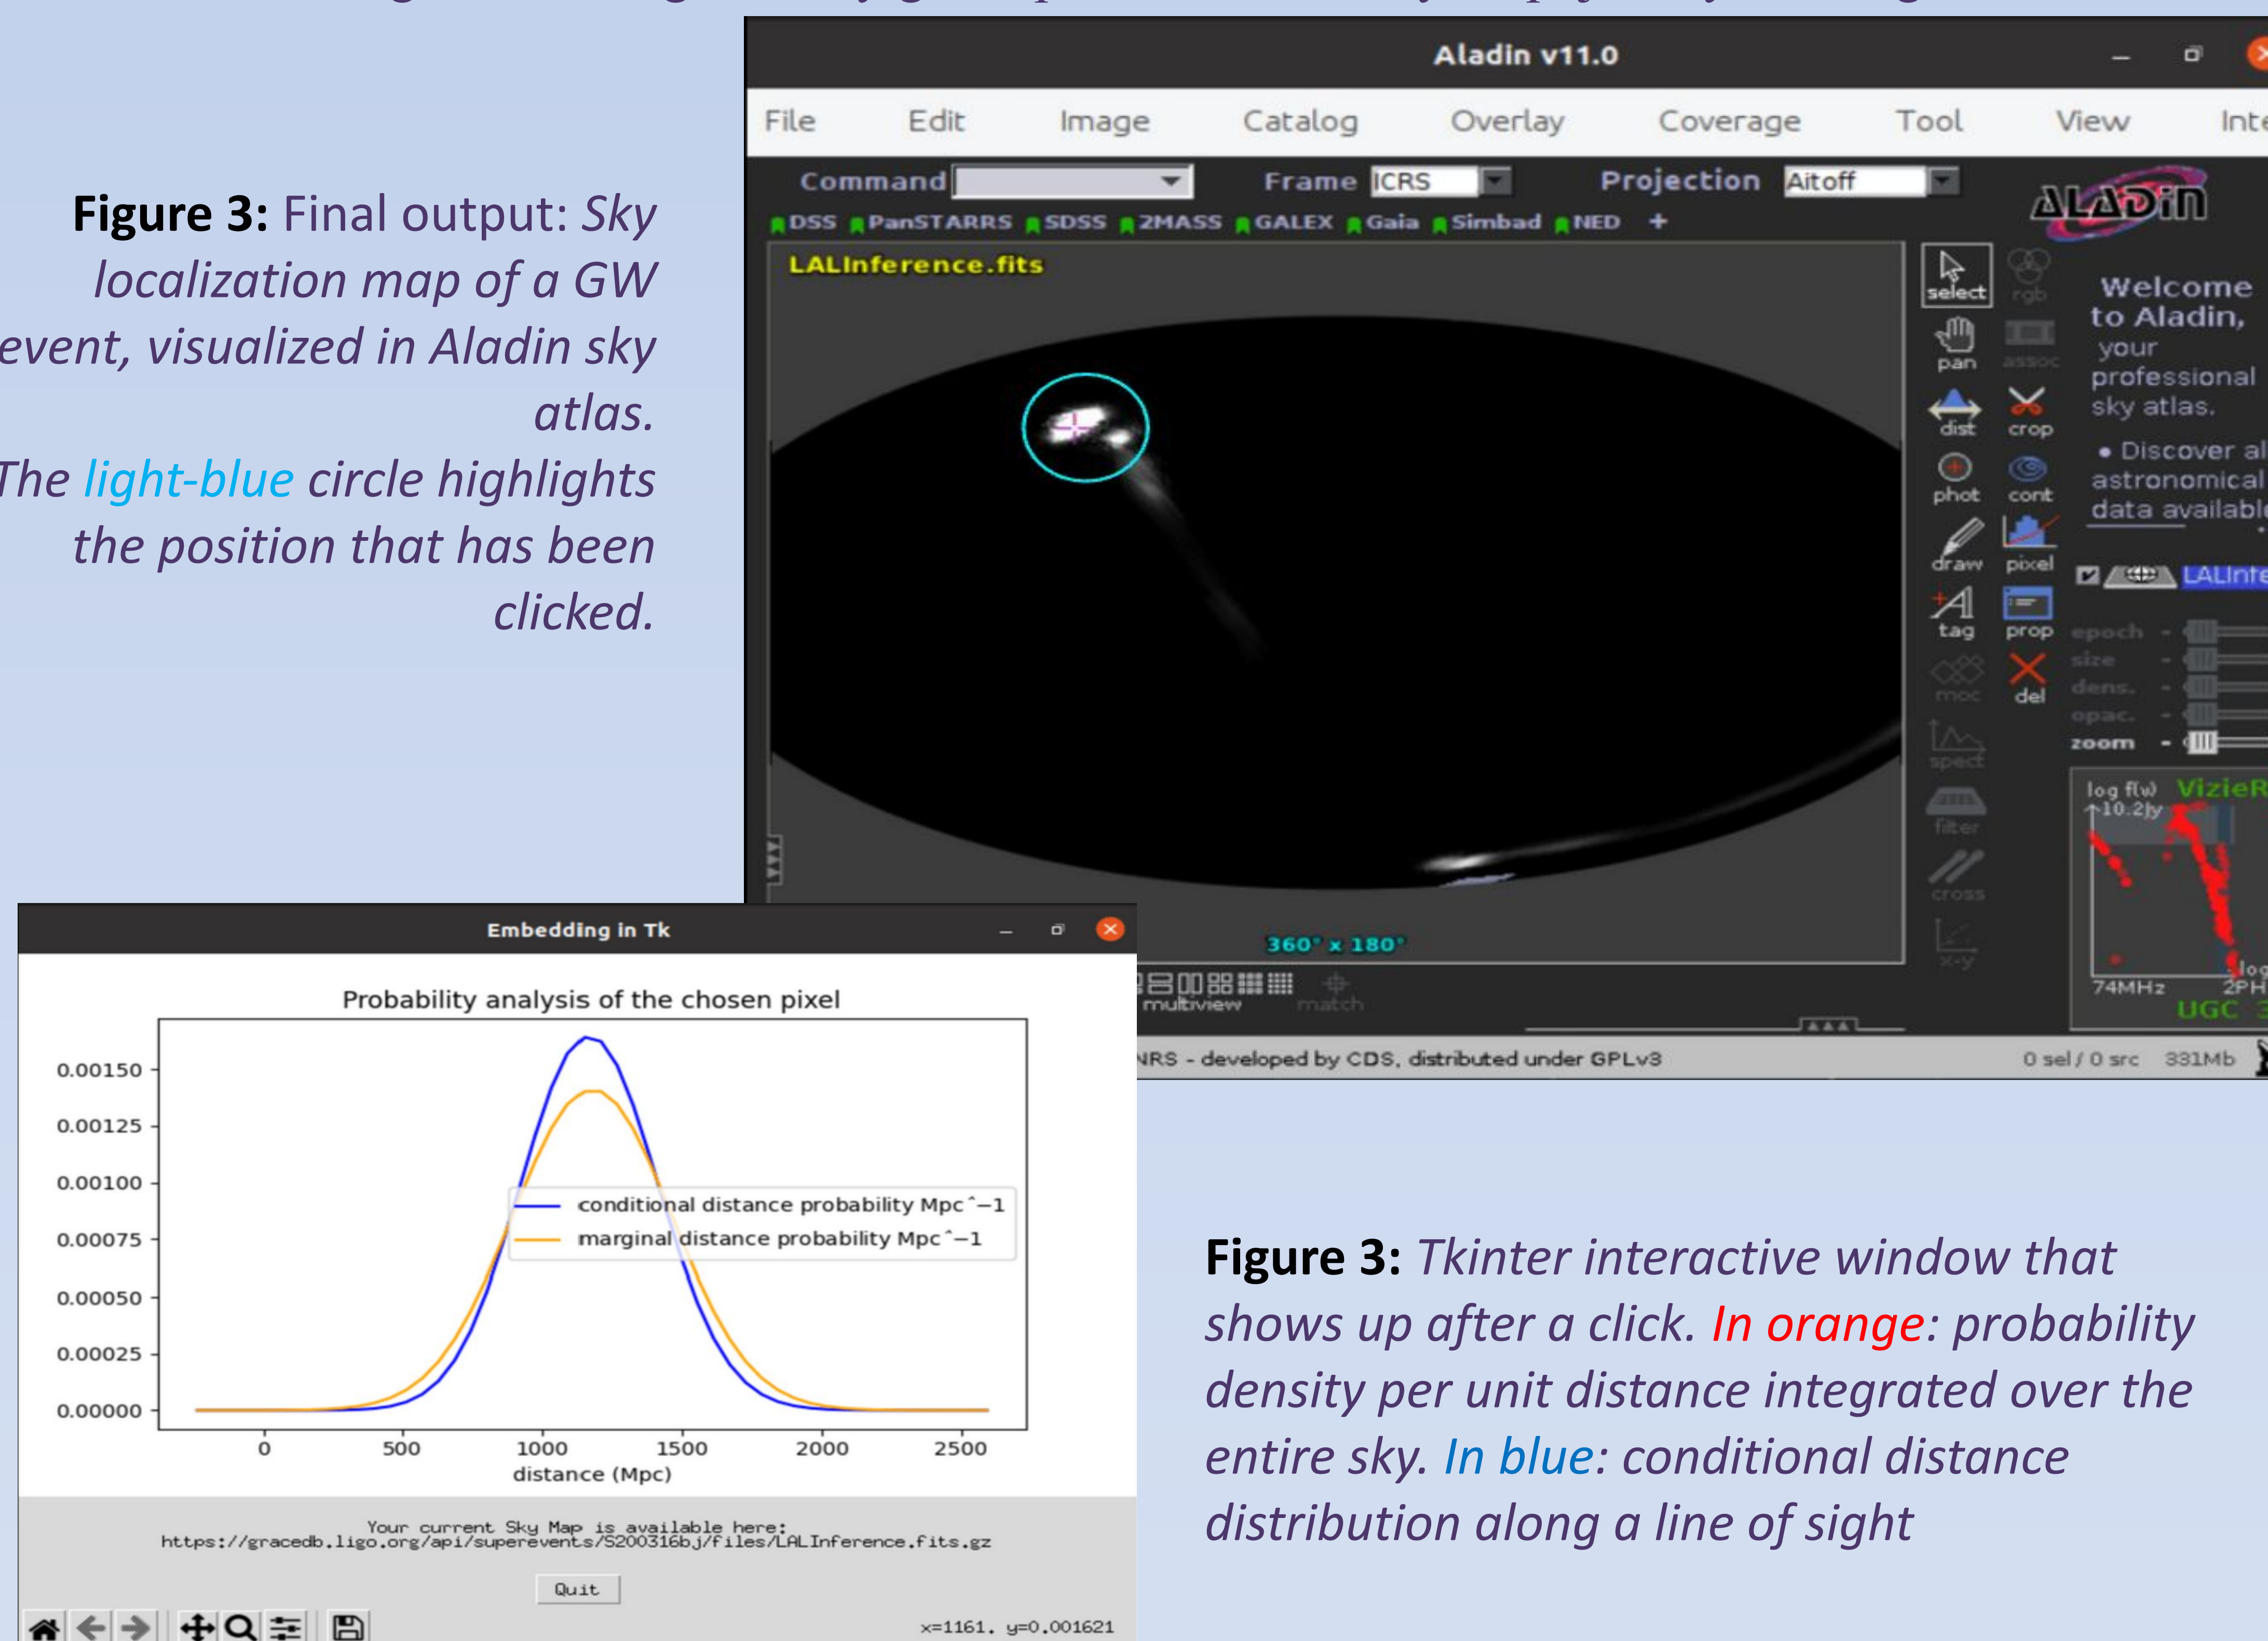 Figure 3: Final output: Sky
localization map of a GW
event, visualized in Aladin sky
atlas.
The light-blue circle highlights
the position that has been
clicked.
Aladin v11.0
File Edit Image Catalog Overlay Coverage Tool View Inte
Command Frame ICRS Projection Aitoff
DSS PanSTARRS SDSS 2MASS GALEX Gaia Simbad NED +
ALADIN
LALInference.fits
360° x 180°
select rgb
pan assoc
dist crop
phot cont
draw pixel
tag prop
moc del
spect
filter
cross
x-y
Welcome
to Aladin,
your
professional
sky atlas.
• Discover al
astronomical
data available
LALInfe
epoch
size
dens.
opac.
zoom
log f(w) VizieR
10.2Jy
log
74MHz 2PH
UGC 3
multiview match
NRS - developed by CDS, distributed under GPLv3
0 sel / 0 src 331Mb
Embedding in Tk
Probability analysis of the chosen pixel
0.00150
0.00125
0.00100
0.00075
0.00050
0.00025
0.00000
conditional distance probability Mpc^−1
marginal distance probability Mpc^−1
0 500 1000 1500 2000 2500
distance (Mpc)
Your current Sky Map is available here:
https://gracedb.ligo.org/api/superevents/S200316bj/files/LALInference.fits.gz
Quit
x=1161. y=0.001621
Figure 3: Tkinter interactive window that
shows up after a click. In orange: probability
density per unit distance integrated over the
entire sky. In blue: conditional distance
distribution along a line of sight